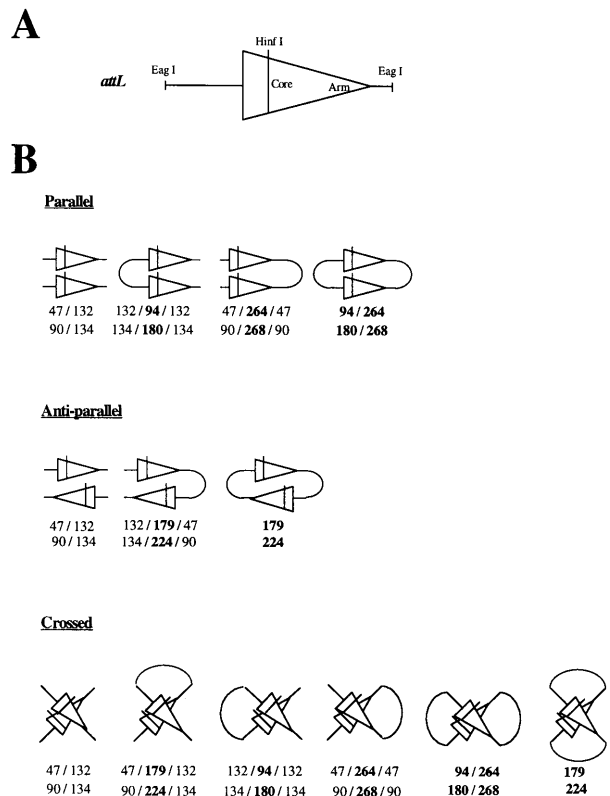 A
Hinf I
Eag I
Eag I
attL
Core
Arm
B
Parallel
47 / 132 132 / 94 / 132 47 / 264 / 47 94 / 264
90 / 134 134 / 180 / 134 90 / 268 / 90 180 / 268
Anti-parallel
47 / 132 132 / 179 / 47 179
90 / 134 134 / 224 / 90 224
Crossed
47 / 132 47 / 179 / 132 132 / 94 / 132 47 / 264 / 47 94 / 264 179
90 / 134 90 / 224 / 134 134 / 180 / 134 90 / 268 / 90 180 / 268 224